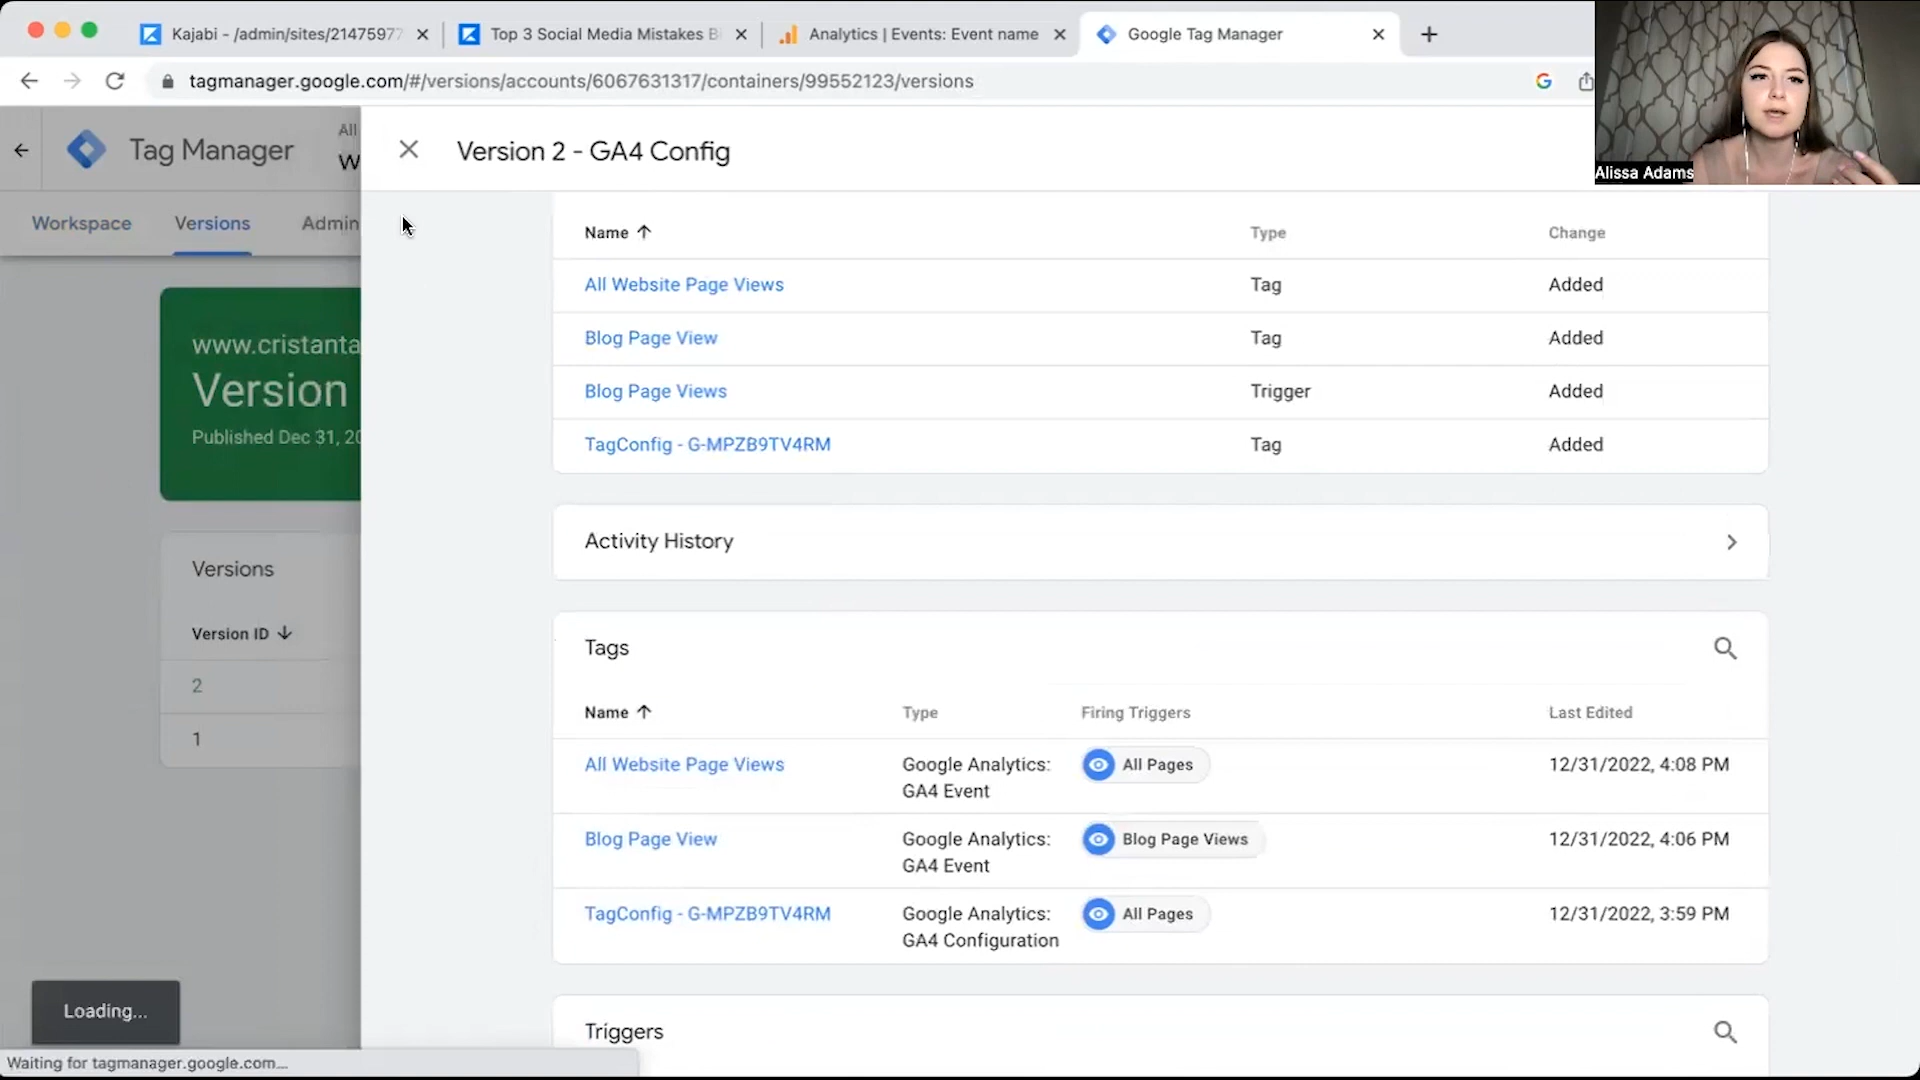 Kajabi - /admin/sites/21475977
Top 3 Social Media Mistakes B
Analytics | Events: Event name
Google Tag Manager
tagmanager.google.com/#/versions/accounts/6067631317/containers/99552123/versions
Alissa Adams
Tag Manager
All
W
Version 2 - GA4 Config
Workspace
Versions
Admin
Name
Type
Change
All Website Page Views
Tag
Added
Blog Page View
Tag
Added
Blog Page Views
Trigger
Added
TagConfig - G-MPZB9TV4RM
Tag
Added
www.cristanta
Version
Published Dec 31, 20
Activity History
Versions
Version ID
2
1
Tags
Name
Type
Firing Triggers
Last Edited
All Website Page Views
Google Analytics:
GA4 Event
All Pages
12/31/2022, 4:08 PM
Blog Page View
Google Analytics:
GA4 Event
Blog Page Views
12/31/2022, 4:06 PM
TagConfig - G-MPZB9TV4RM
Google Analytics:
GA4 Configuration
All Pages
12/31/2022, 3:59 PM
Triggers
Loading...
Waiting for tagmanager.google.com...